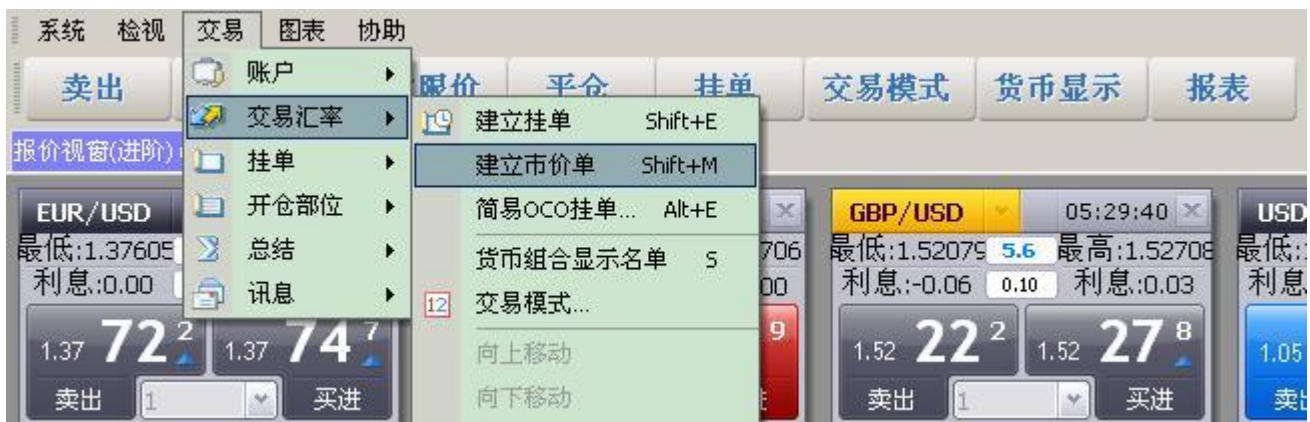 系统 检视 交易 图表 协助
卖出 限价 平仓 挂单 交易模式 货币显示 报表
账户
交易汇率
挂单
开仓部位
总结
讯息
建立挂单 Shift+E
建立市价单 Shift+M
简易OCO挂单... Alt+E
货币组合显示名单 S
12 交易模式...
向上移动
向下移动
报价视窗(进阶)
EUR/USD
最低:1.37605
利息:0.00
1.37 72 2 1.37 74 7
卖出 1 买进
706
00
9
GBP/USD 05:29:40
最低:1.52079 5.6 最高:1.52708
利息:-0.06 0.10 利息:0.03
1.52 22 2 1.52 27 8
卖出 1 买进
USD
最低:
利息
1.05
卖出